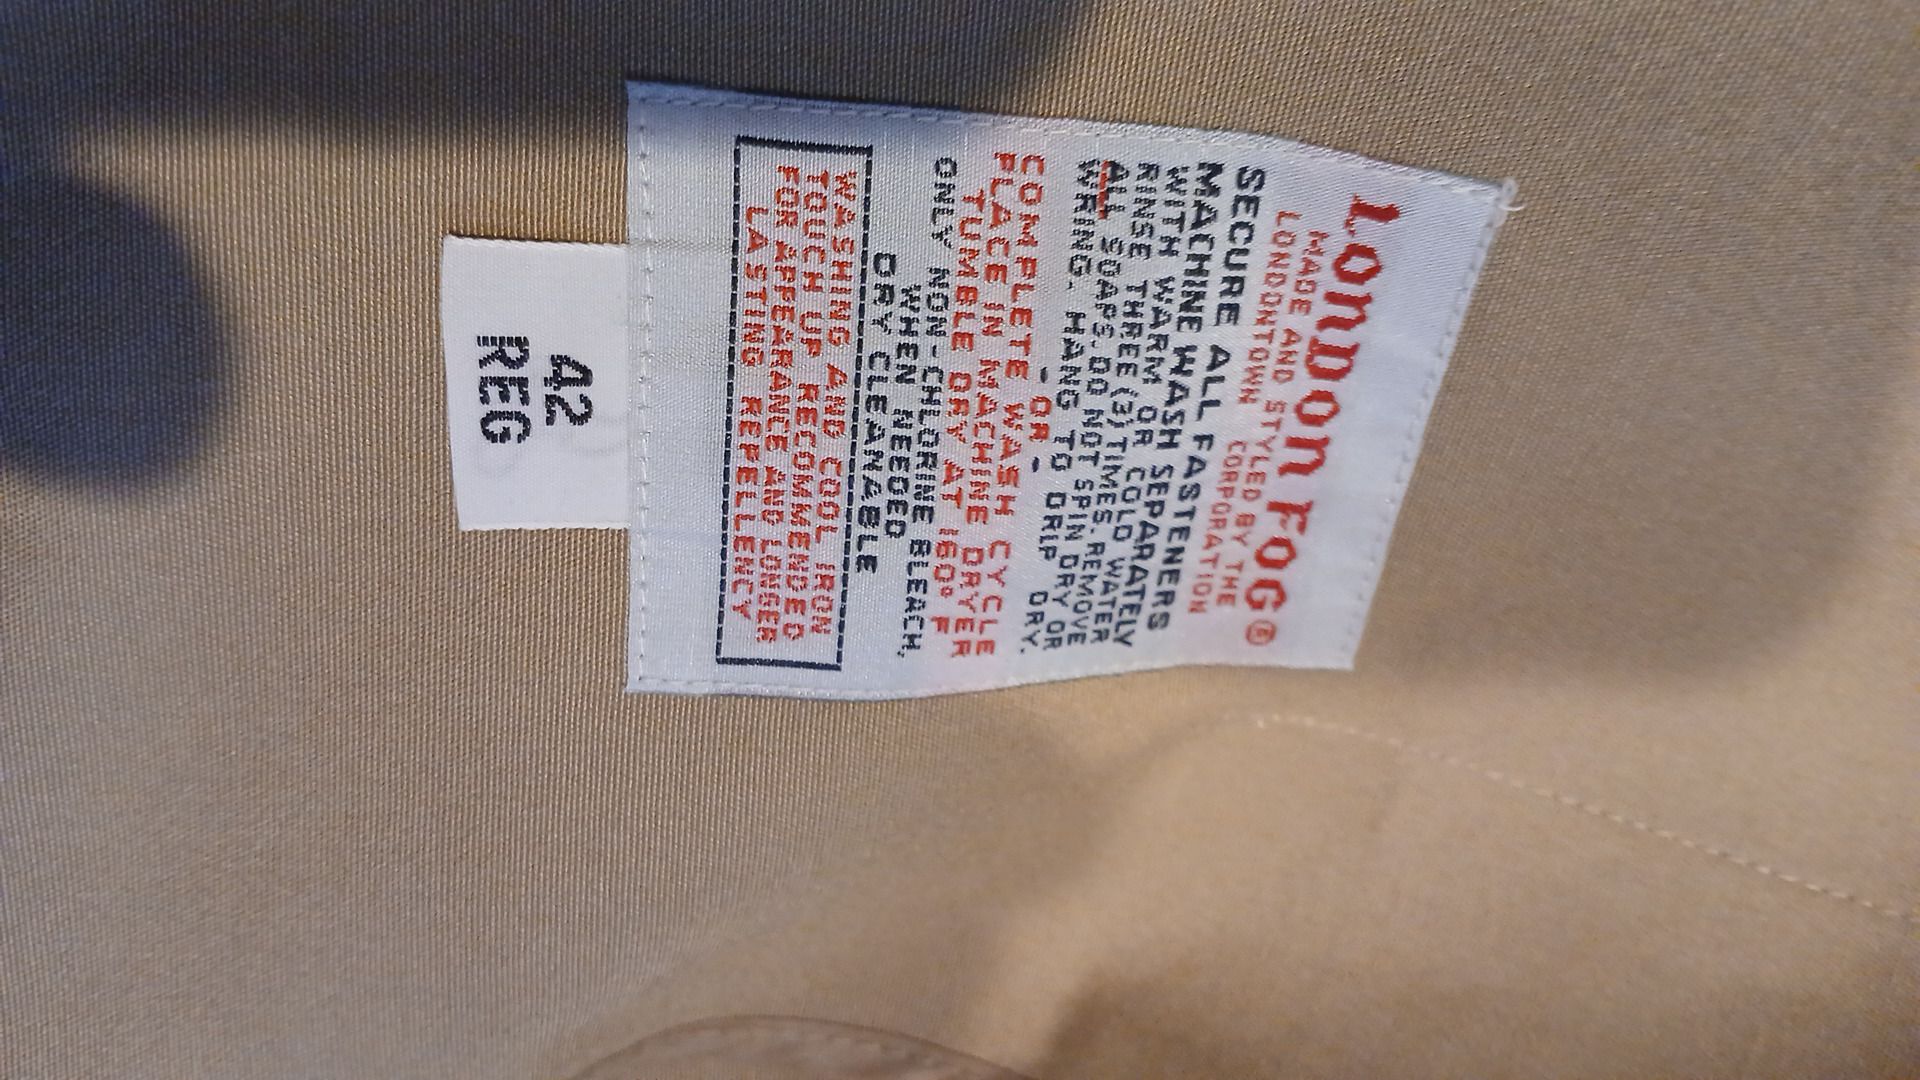 LONDON FOG®
MADE AND STYLED BY THE
LONDONTOWN CORPORATION
SECURE ALL FASTENERS
MACHINE WASH SEPARATELY
WITH WARM OR COLD WATER
RINSE THREE (3) TIMES. REMOVE
ALL SOAPS. DO NOT SPIN DRY OR
WRING. HANG TO DRIP DRY.
- OR -
COMPLETE WASH CYCLE
PLACE IN MACHINE DRYER
TUMBLE DRY AT 160° F
ONLY NON-CHLORINE BLEACH,
WHEN NEEDED
DRY CLEANABLE
WASHING AND COOL IRON
TOUCH UP RECOMMENDED
FOR APPEARANCE AND LONGER
LASTING REPELLENCY
42
REG